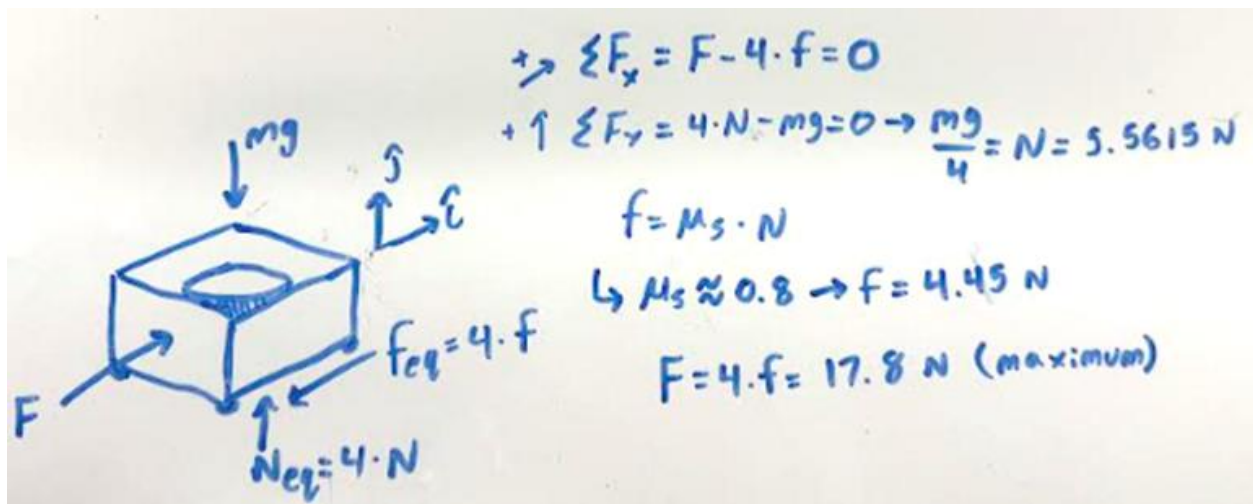 +↗ ΣFx = F - 4·f = 0
+↑ ΣFy = 4·N - mg = 0 → mg/4 = N = 5.5615 N
mg
ĵ
î
f = μs · N
↳ μs ≈ 0.8 → f = 4.45 N
feq = 4·f
F = 4·f = 17.8 N (maximum)
F
Neq = 4·N